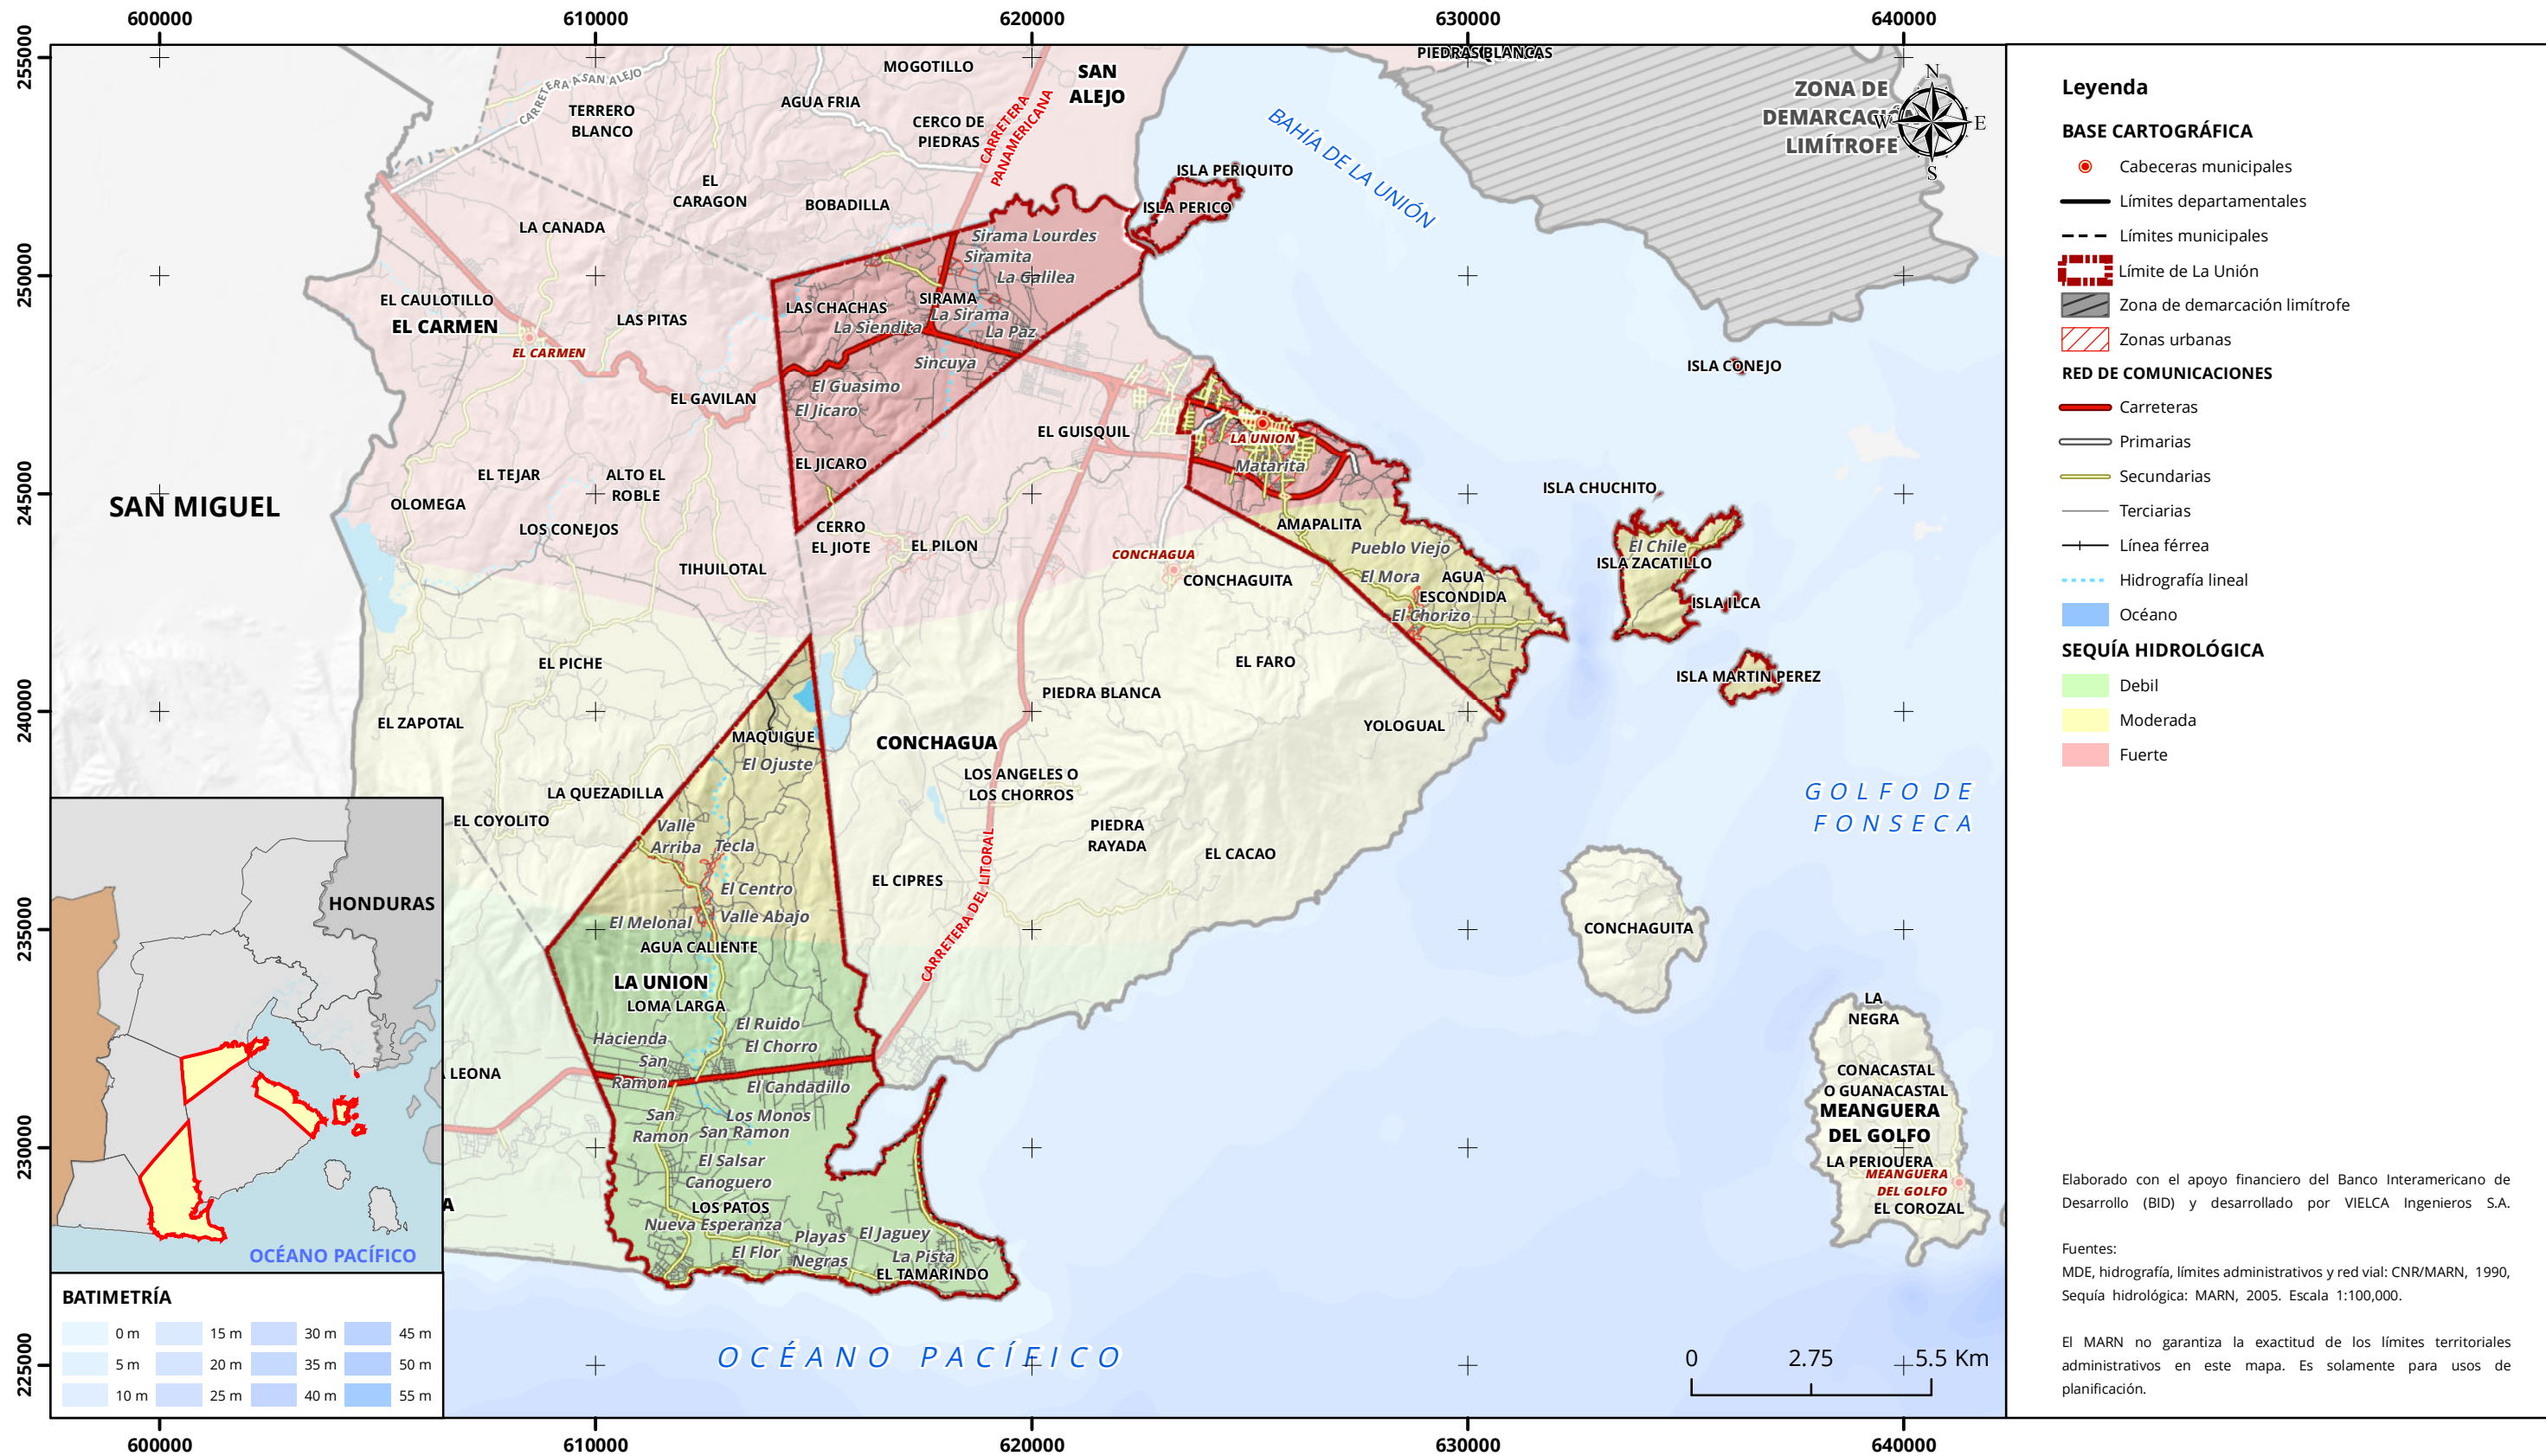 600000
610000
620000
630000
640000
255000
250000
245000
240000
235000
230000
225000
MOGOTILLO
SAN
ALEJO
CARRETERA A SAN ALEJO
TERRERO
BLANCO
AGUA FRIA
CERCO DE
PIEDRAS
CARRETERA
PANAMERICANA
PIEDRAS BLANCAS
ZONA DE
DEMARCACIÓN
LIMÍTROFE
N
W
E
S
BAHÍA DE LA UNIÓN
ISLA PERIQUITO
ISLA PERICO
EL
CARAGON
BOBADILLA
LA CANADA
Sirama Lourdes
Siramita
La Galilea
EL CAULOTILLO
EL CARMEN
LAS PITAS
LAS CHACHAS
SIRAMA
La Sirama
La Siendita
La Paz
EL CARMEN
Sincuya
El Guasimo
El Jicaro
EL GAVILAN
ISLA CONEJO
EL GUISQUIL
LA UNION
Matarita
EL JICARO
EL TEJAR
ALTO EL
ROBLE
OLOMEGA
LOS CONEJOS
SAN MIGUEL
ISLA CHUCHITO
AMAPALITA
CERRO
EL JIOTE
EL PILON
CONCHAGUA
Pueblo Viejo
El Chile
ISLA ZACATILLO
TIHUILOTAL
CONCHAGUITA
El Mora
AGUA
ESCONDIDA
El Chorizo
ISLA ILCA
EL PICHE
EL FARO
ISLA MARTIN PEREZ
PIEDRA BLANCA
EL ZAPOTAL
YOLOGUAL
MAQUIGUE
CONCHAGUA
El Ojuste
LOS ANGELES O
LOS CHORROS
LA QUEZADILLA
GOLFO DE
FONSECA
EL COYOLITO
Valle
Arriba
Tecla
PIEDRA
RAYADA
EL CACAO
CARRETERA DEL LITORAL
EL CIPRES
El Centro
Valle Abajo
El Melonal
AGUA CALIENTE
CONCHAGUITA
LA UNION
LOMA LARGA
LA
NEGRA
El Ruido
El Chorro
Hacienda
San
Ramon
LEONA
El Candadillo
CONACASTAL
O GUANACASTAL
MEANGUERA
DEL GOLFO
San
Ramon
Los Monos
San Ramon
LA PERIQUERA
MEANGUERA
DEL GOLFO
EL COROZAL
El Salsar
Canoguero
LOS PATOS
A
Nueva Esperanza
El Flor
Playas
Negras
El Jaguey
La Pista
EL TAMARINDO
OCÉANO PACÍFICO
0
2.75
5.5 Km
HONDURAS
OCÉANO PACÍFICO
BATIMETRÍA
0 m
15 m
30 m
45 m
5 m
20 m
35 m
50 m
10 m
25 m
40 m
55 m
600000
610000
620000
630000
640000
Leyenda
BASE CARTOGRÁFICA
Cabeceras municipales
Límites departamentales
Límites municipales
Límite de La Unión
Zona de demarcación limítrofe
Zonas urbanas
RED DE COMUNICACIONES
Carreteras
Primarias
Secundarias
Terciarias
Línea férrea
Hidrografía lineal
Océano
SEQUÍA HIDROLÓGICA
Debil
Moderada
Fuerte
Elaborado con el apoyo financiero del Banco Interamericano de
Desarrollo (BID) y desarrollado por VIELCA Ingenieros S.A.
Fuentes:
MDE, hidrografía, límites administrativos y red vial: CNR/MARN, 1990,
Sequía hidrológica: MARN, 2005. Escala 1:100,000.
El MARN no garantiza la exactitud de los límites territoriales
administrativos en este mapa. Es solamente para usos de
planificación.